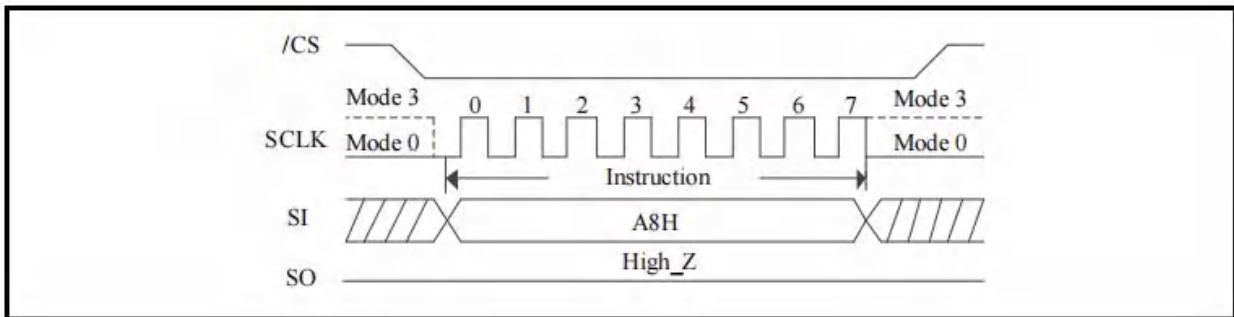 /CS
Mode 3 0 1 2 3 4 5 6 7 Mode 3
SCLK Mode 0 Mode 0
Instruction
SI A8H
High_Z
SO